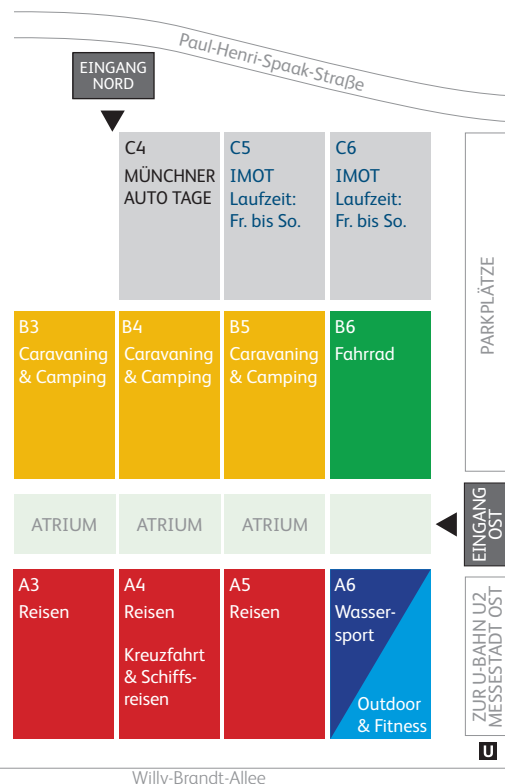 Paul-Henri-Spaak-Straße
EINGANG
NORD
C4
MÜNCHNER
AUTO TAGE
C5
IMOT
Laufzeit:
Fr. bis So.
C6
IMOT
Laufzeit:
Fr. bis So.
PARKPLÄTZE
B3
Caravaning
& Camping
B4
Caravaning
& Camping
B5
Caravaning
& Camping
B6
Fahrrad
ATRIUM
ATRIUM
ATRIUM
EINGANG
OST
A3
Reisen
A4
Reisen
Kreuzfahrt
& Schiffs-
reisen
A5
Reisen
A6
Wasser-
sport
Outdoor
& Fitness
ZUR U-BAHN U2
MESSESTADT OST
U
Willy-Brandt-Allee